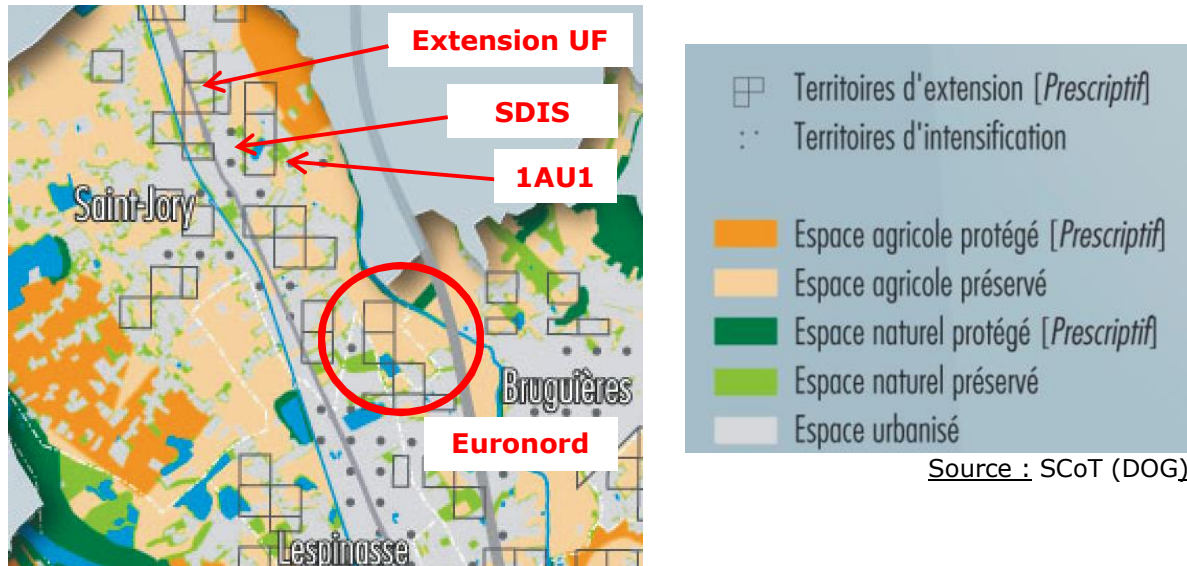 Extension UF
SDIS
1AU1
Saint-Jory
Bruguières
Euronord
Lespinasse
Territoires d'extension [Prescriptif]
Territoires d'intensification
Espace agricole protégé [Prescriptif]
Espace agricole préservé
Espace naturel protégé [Prescriptif]
Espace naturel préservé
Espace urbanisé
Source : SCoT (DOG)